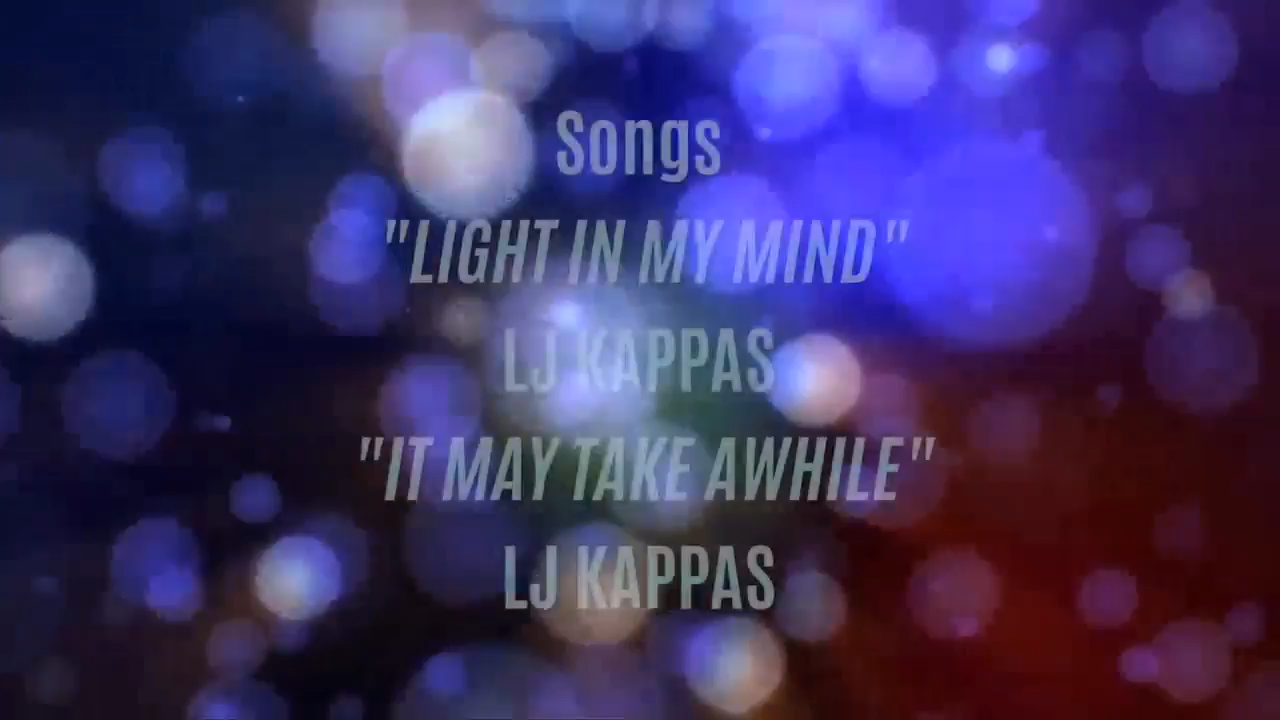 Songs
"LIGHT IN MY MIND"
LJ KAPPAS
"IT MAY TAKE AWHILE"
LJ KAPPAS